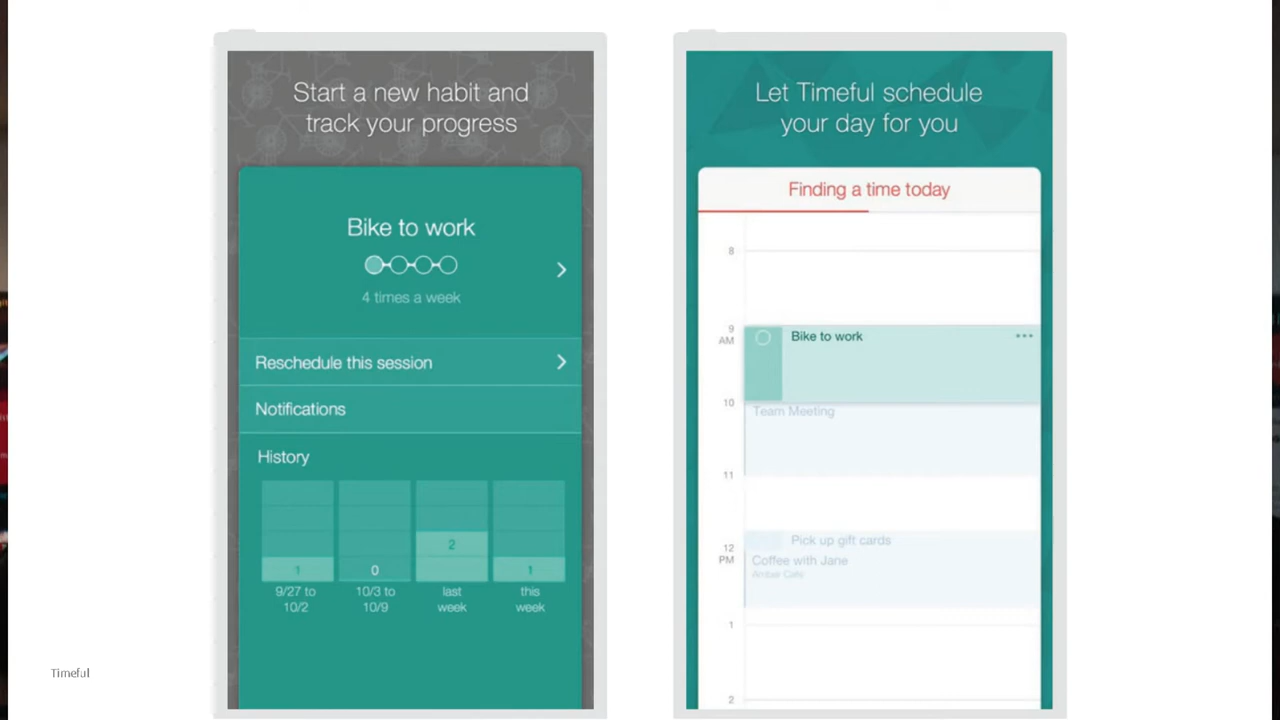 Start a new habit and
track your progress
Bike to work
4 times a week
Reschedule this session
Notifications
History
1
0
2
1
9/27 to
10/2
10/3 to
10/9
last
week
this
week
Let Timeful schedule
your day for you
Finding a time today
8
9
AM
Bike to work
10
Team Meeting
11
Pick up gift cards
12
PM
Coffee with Jane
Amber Cafe
1
2
Timeful